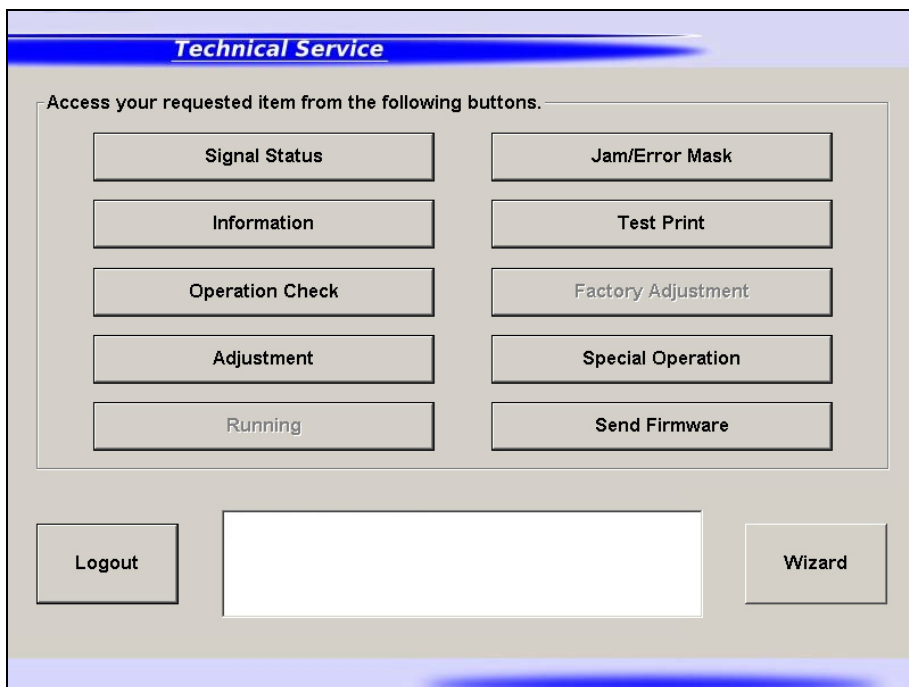 Technical Service
Access your requested item from the following buttons.
Signal Status
Jam/Error Mask
Information
Test Print
Operation Check
Factory Adjustment
Adjustment
Special Operation
Running
Send Firmware
Logout
Wizard